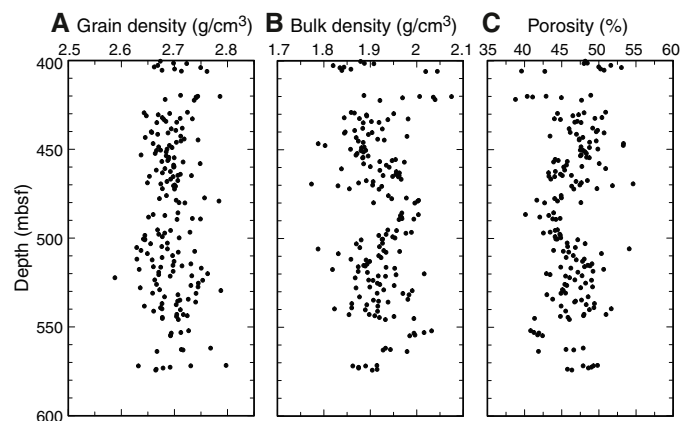 A Grain density (g/cm³) B Bulk density (g/cm³) C Porosity (%)
2.5 2.6 2.7 2.8 1.7 1.8 1.9 2 2.1 35 40 45 50 55 60
400
450
500
550
600
Depth (mbsf)